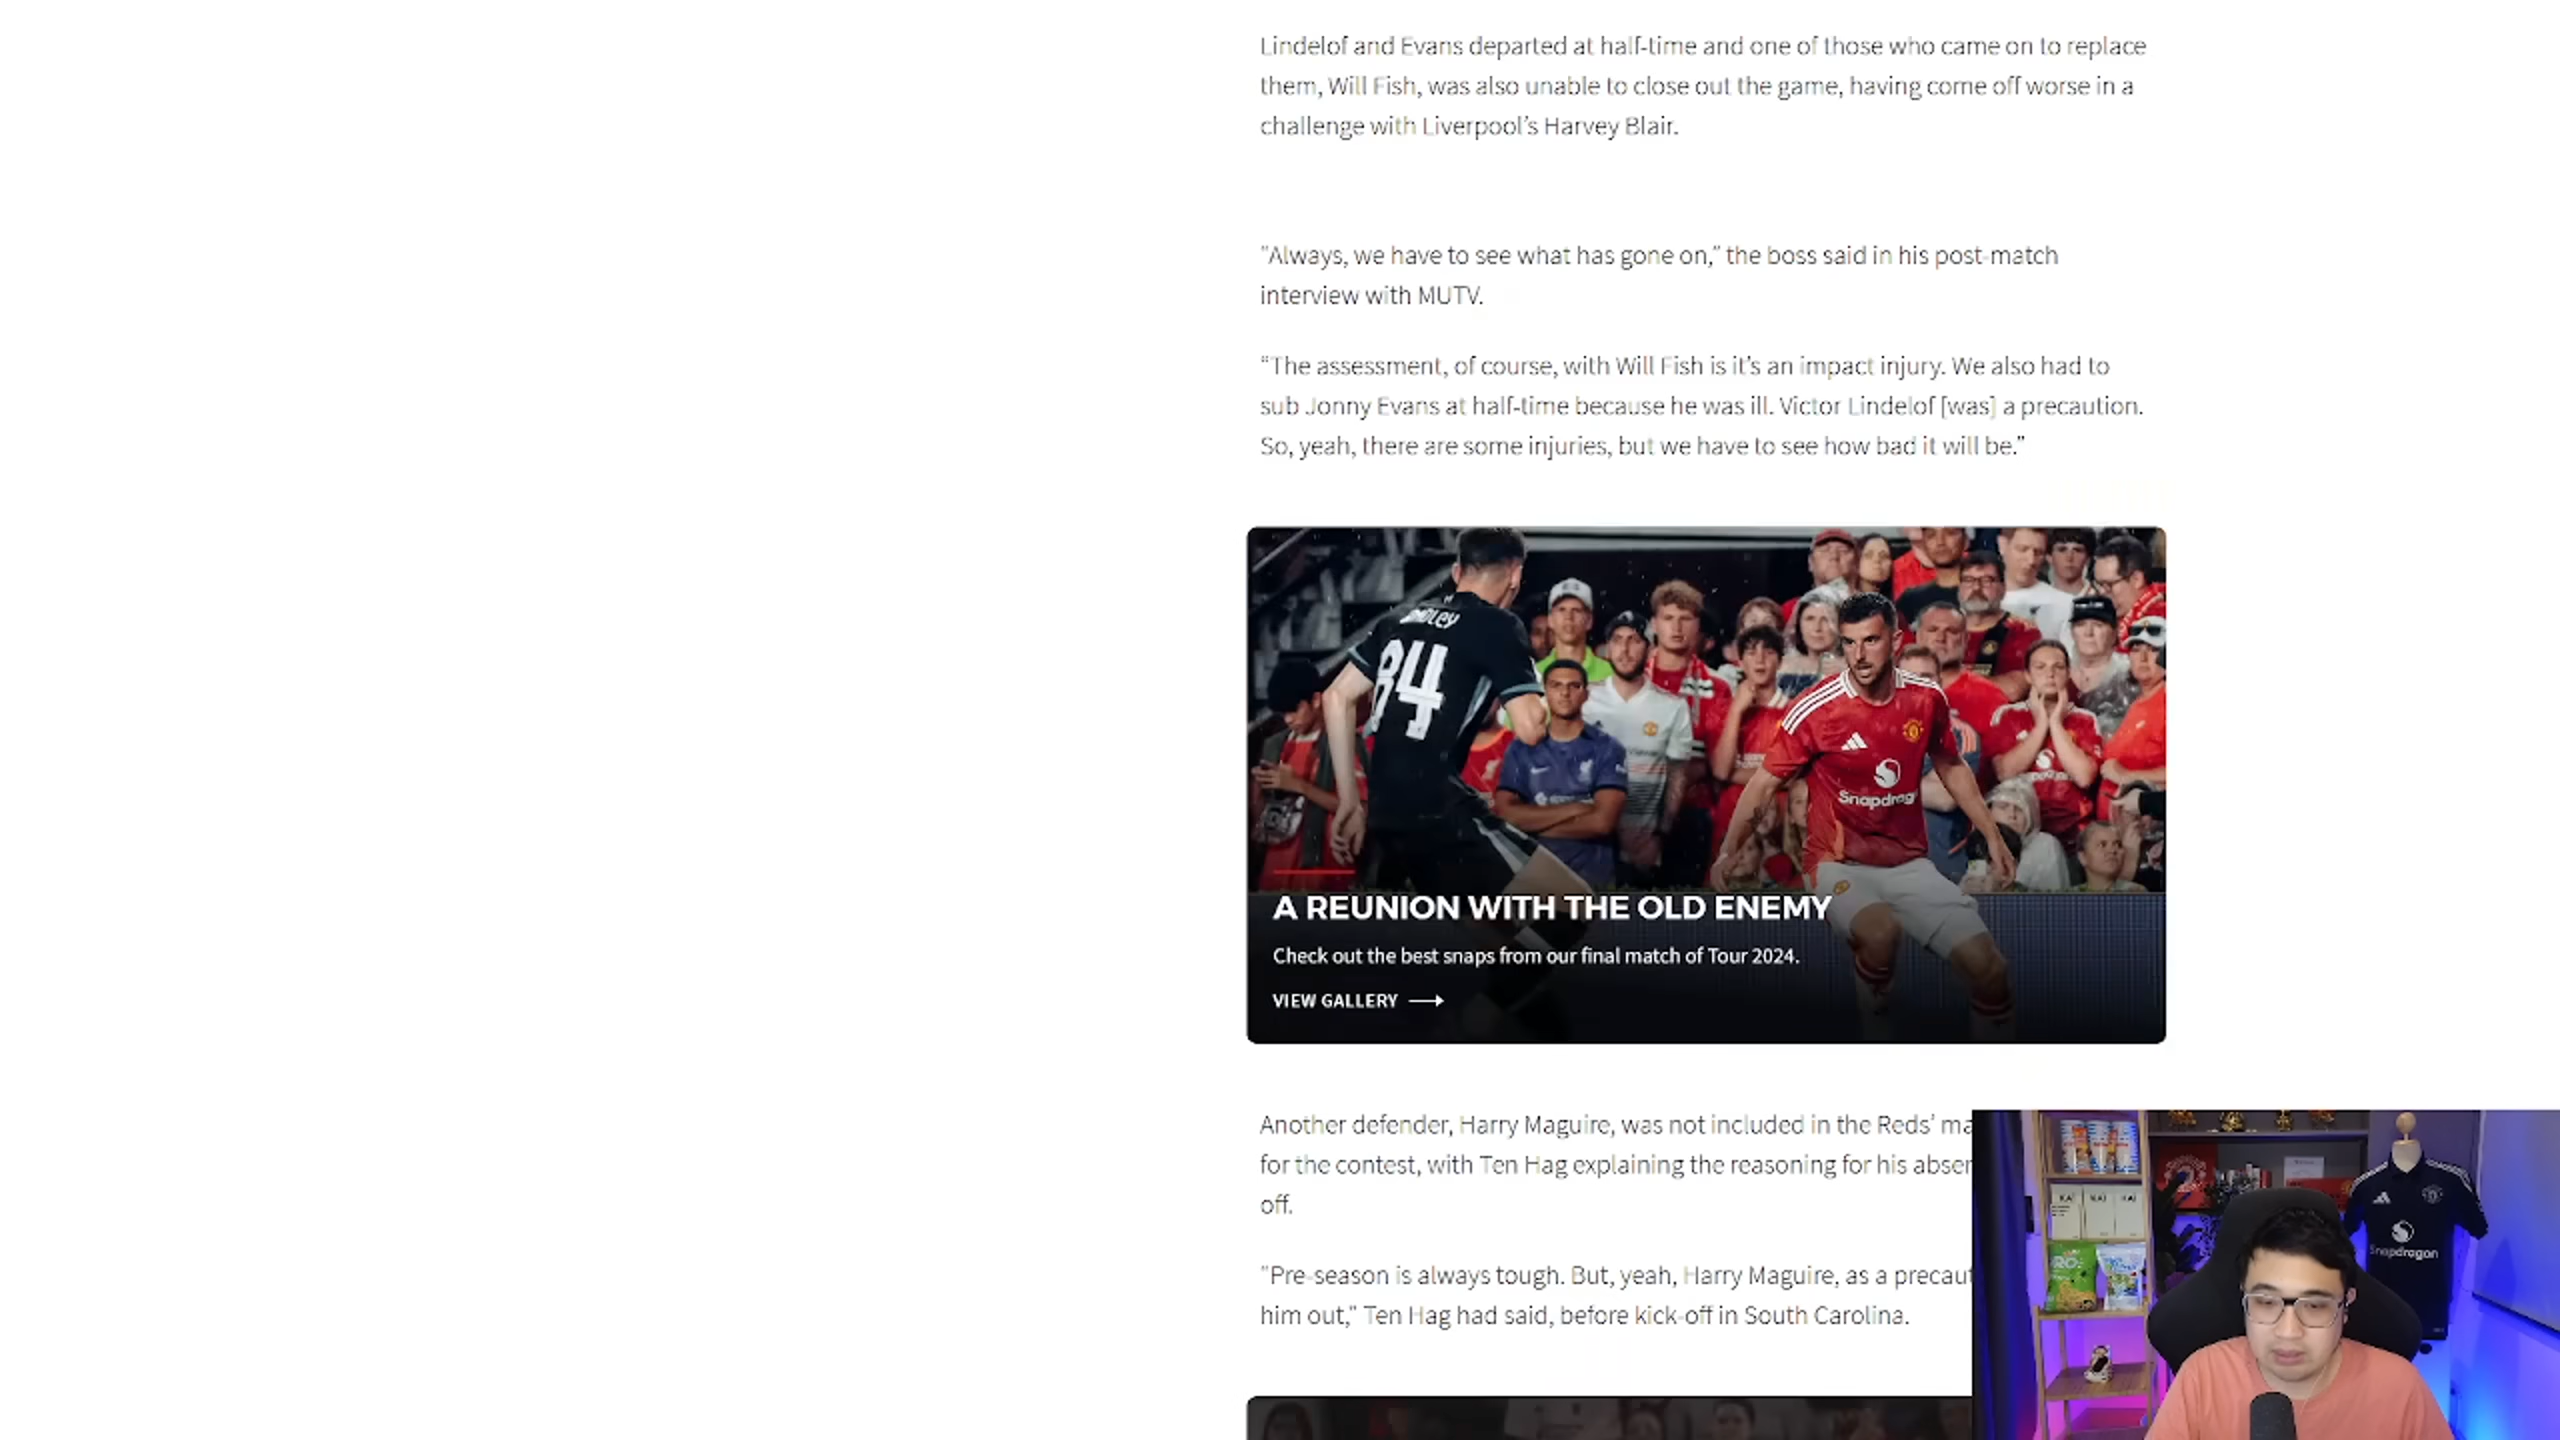 Lindelof and Evans departed at half-time and one of those who came on to replace
them, Will Fish, was also unable to close out the game, having come off worse in a
challenge with Liverpool’s Harvey Blair.
“Always, we have to see what has gone on,” the boss said in his post-match
interview with MUTV.
“The assessment, of course, with Will Fish is it’s an impact injury. We also had to
sub Jonny Evans at half-time because he was ill. Victor Lindelof [was] a precaution.
So, yeah, there are some injuries, but we have to see how bad it will be.”
84
Snapdrag
A REUNION WITH THE OLD ENEMY
Check out the best snaps from our final match of Tour 2024.
VIEW GALLERY
Another defender, Harry Maguire, was not included in the Reds’ ma
for the contest, with Ten Hag explaining the reasoning for his abser
off.
“Pre-season is always tough. But, yeah, Harry Maguire, as a precaut
him out,” Ten Hag had said, before kick-off in South Carolina.
Snapdragon